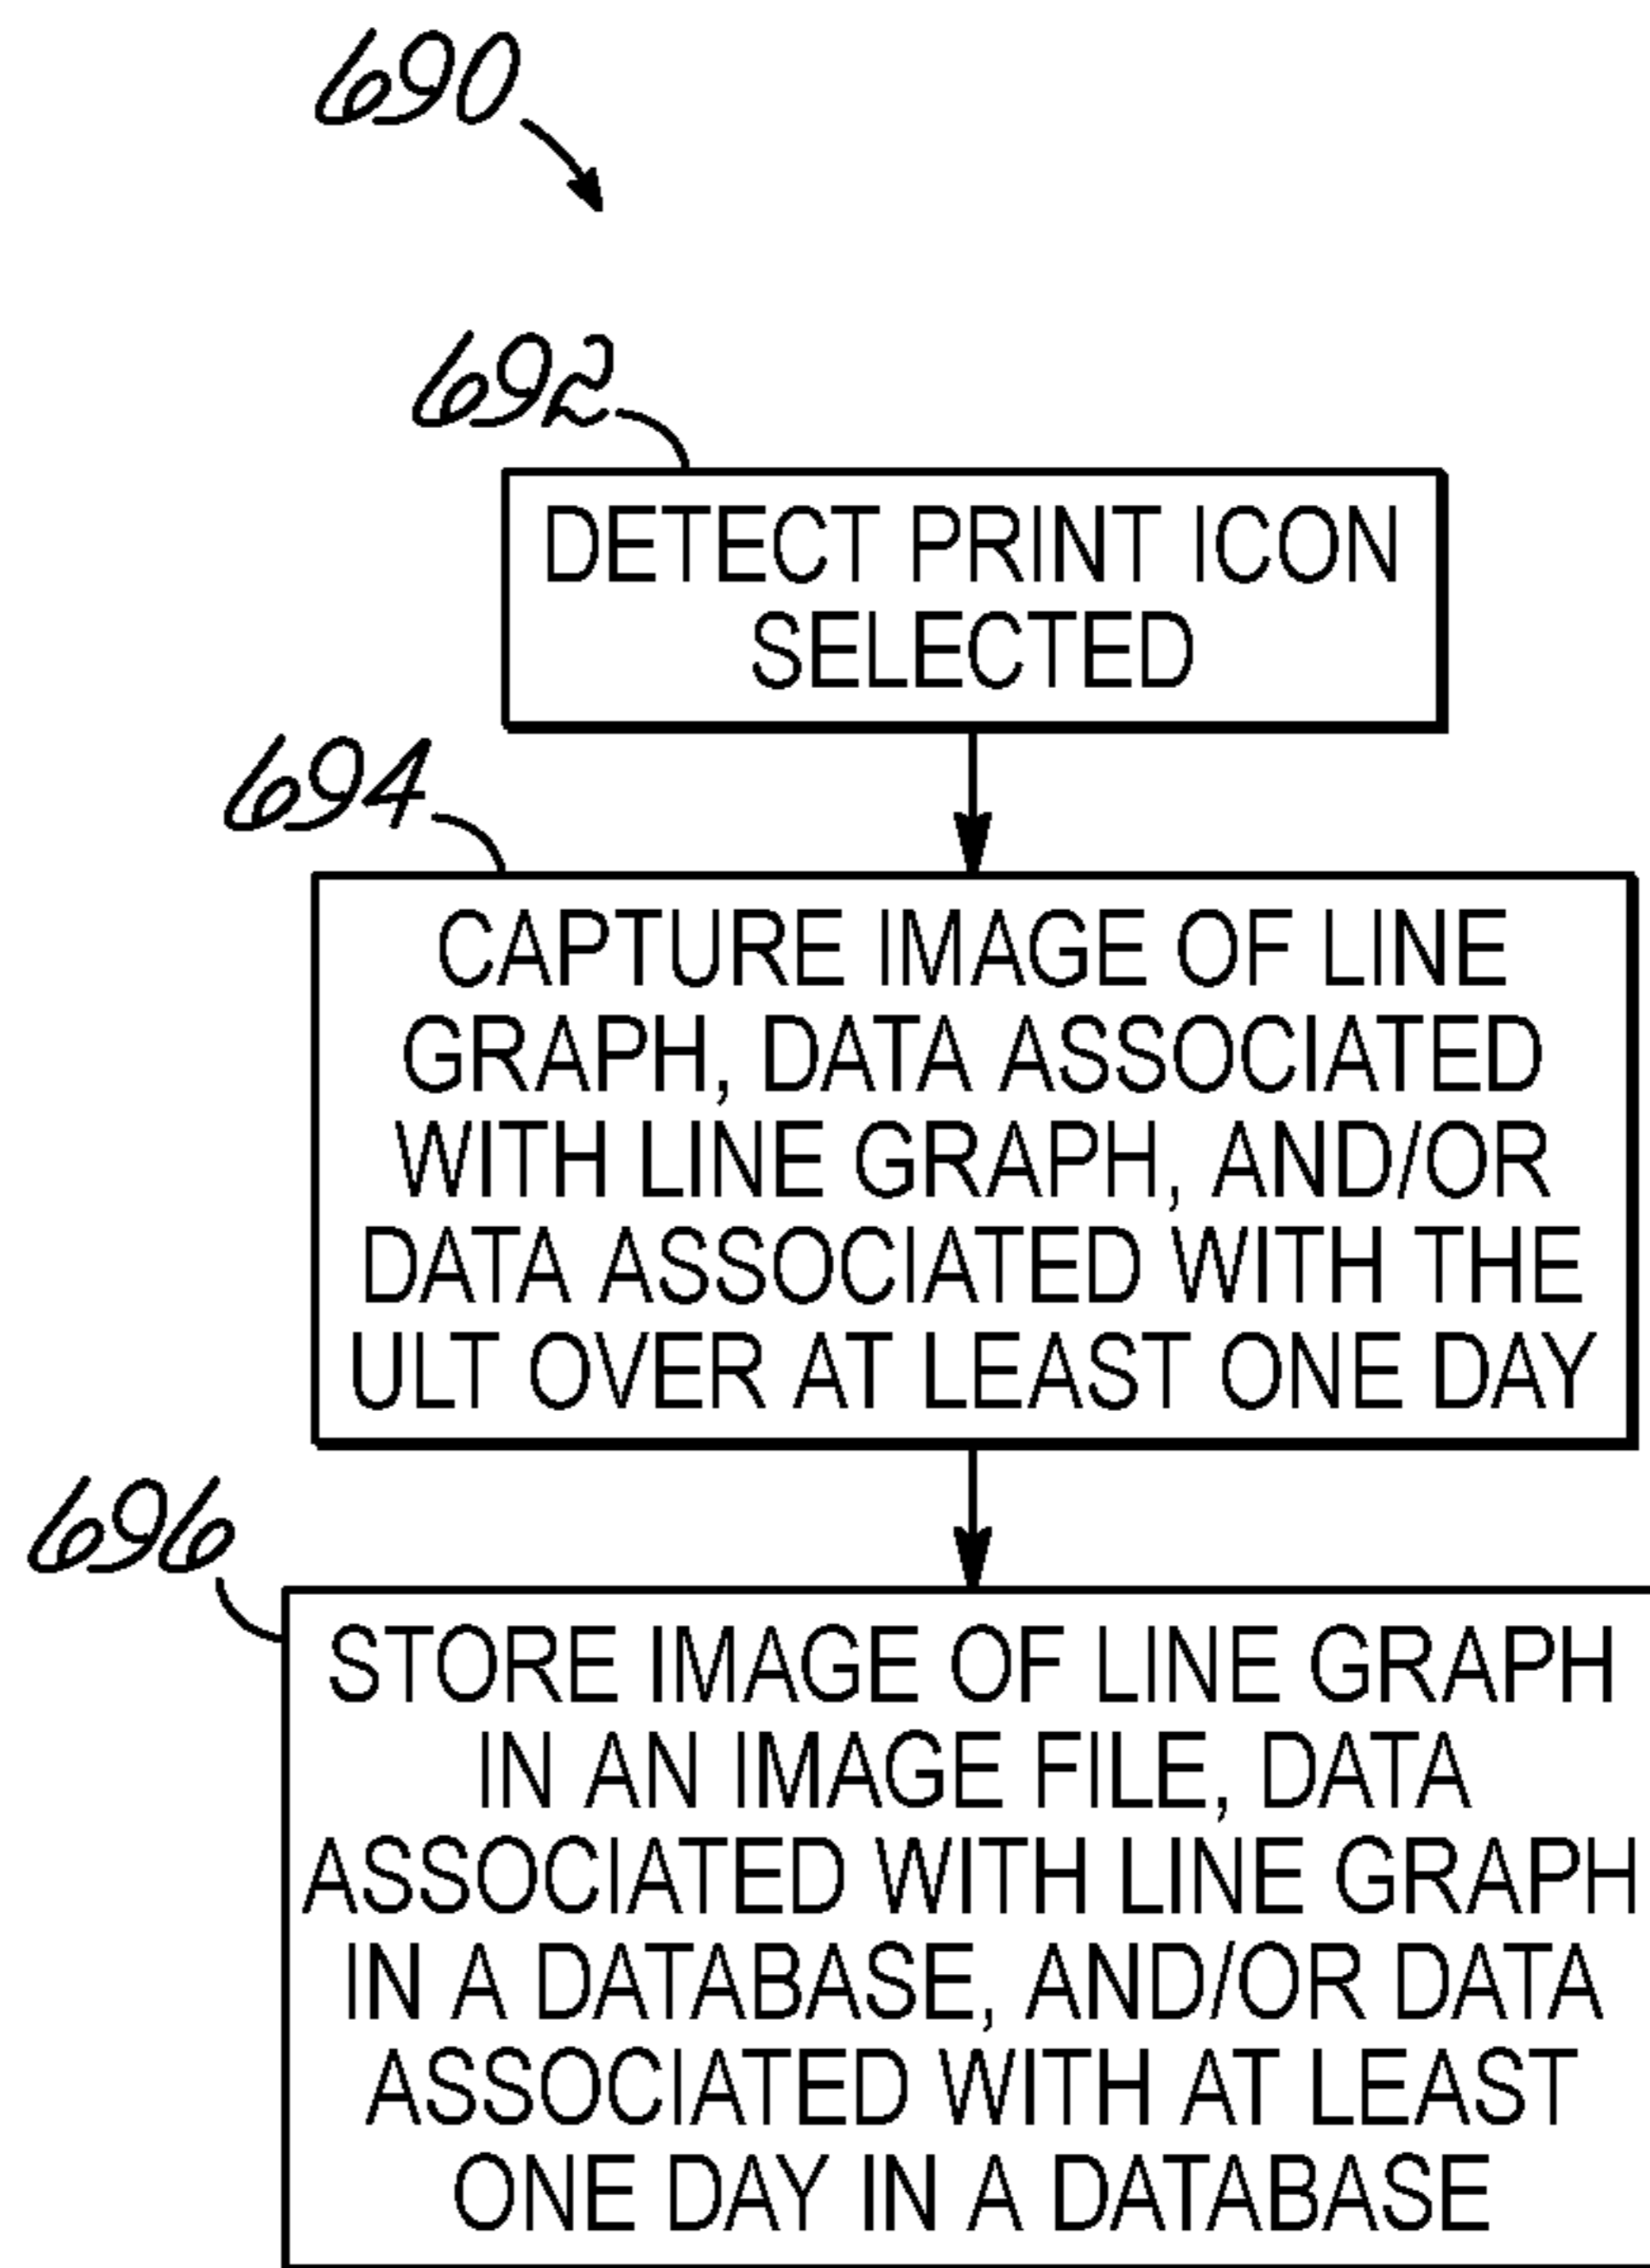 690
692
DETECT PRINT ICON
SELECTED
694
CAPTURE IMAGE OF LINE
GRAPH, DATA ASSOCIATED
WITH LINE GRAPH, AND/OR
DATA ASSOCIATED WITH THE
ULT OVER AT LEAST ONE DAY
696
STORE IMAGE OF LINE GRAPH
IN AN IMAGE FILE, DATA
ASSOCIATED WITH LINE GRAPH
IN A DATABASE, AND/OR DATA
ASSOCIATED WITH AT LEAST
ONE DAY IN A DATABASE